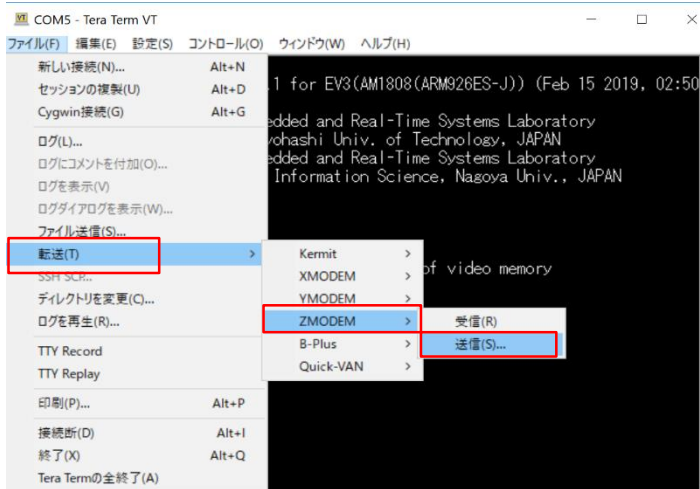 COM5 - Tera Term VT
ファイル(F) 編集(E) 設定(S) コントロール(O) ウィンドウ(W) ヘルプ(H)
新しい接続(N)... Alt+N
セッションの複製(U) Alt+D
Cygwin接続(G) Alt+G
ログ(L)...
ログにコメントを付加(O)...
ログを表示(V)
ログダイアログを表示(W)...
ファイル送信(S)...
転送(T)
SSH SCP...
ディレクトリを変更(C)...
ログを再生(R)...
TTY Record
TTY Replay
印刷(P)... Alt+P
接続断(D) Alt+I
終了(X) Alt+Q
Tera Termの全終了(A)
Kermit
XMODEM
YMODEM
ZMODEM
B-Plus
Quick-VAN
受信(R)
送信(S)...
.1 for EV3(AM1808(ARM926ES-J)) (Feb 15 2019, 02:50
edded and Real-Time Systems Laboratory
yohashi Univ. of Technology, JAPAN
edded and Real-Time Systems Laboratory
Information Science, Nagoya Univ., JAPAN
of video memory